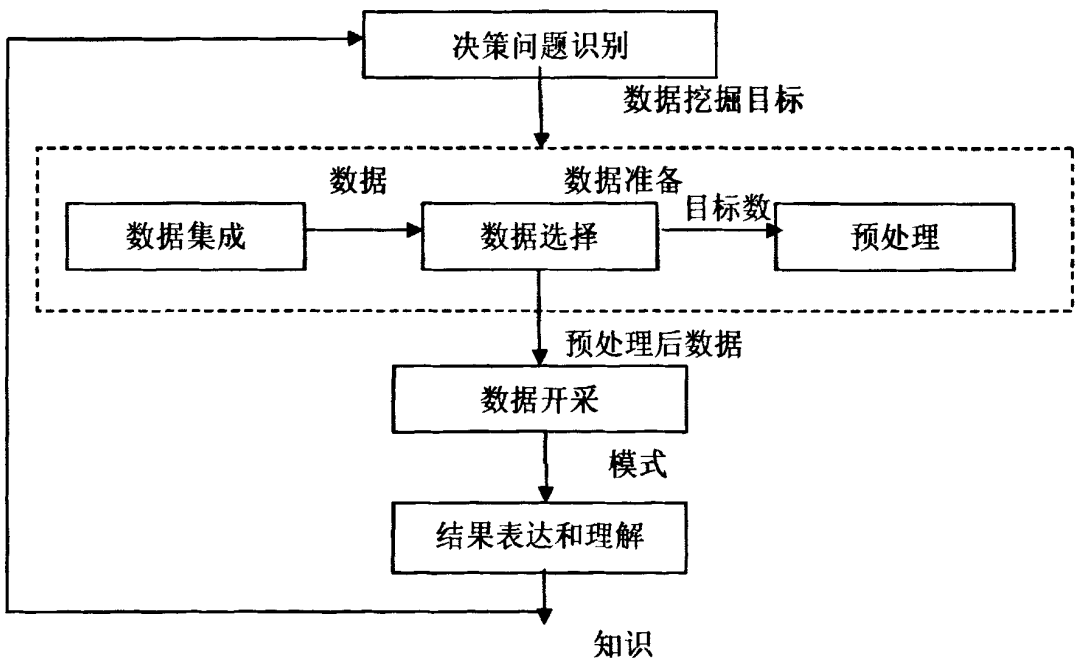 决策问题识别
数据挖掘目标
数据
数据准备
目标数
数据集成
数据选择
预处理
预处理后数据
数据开采
模式
结果表达和理解
知识